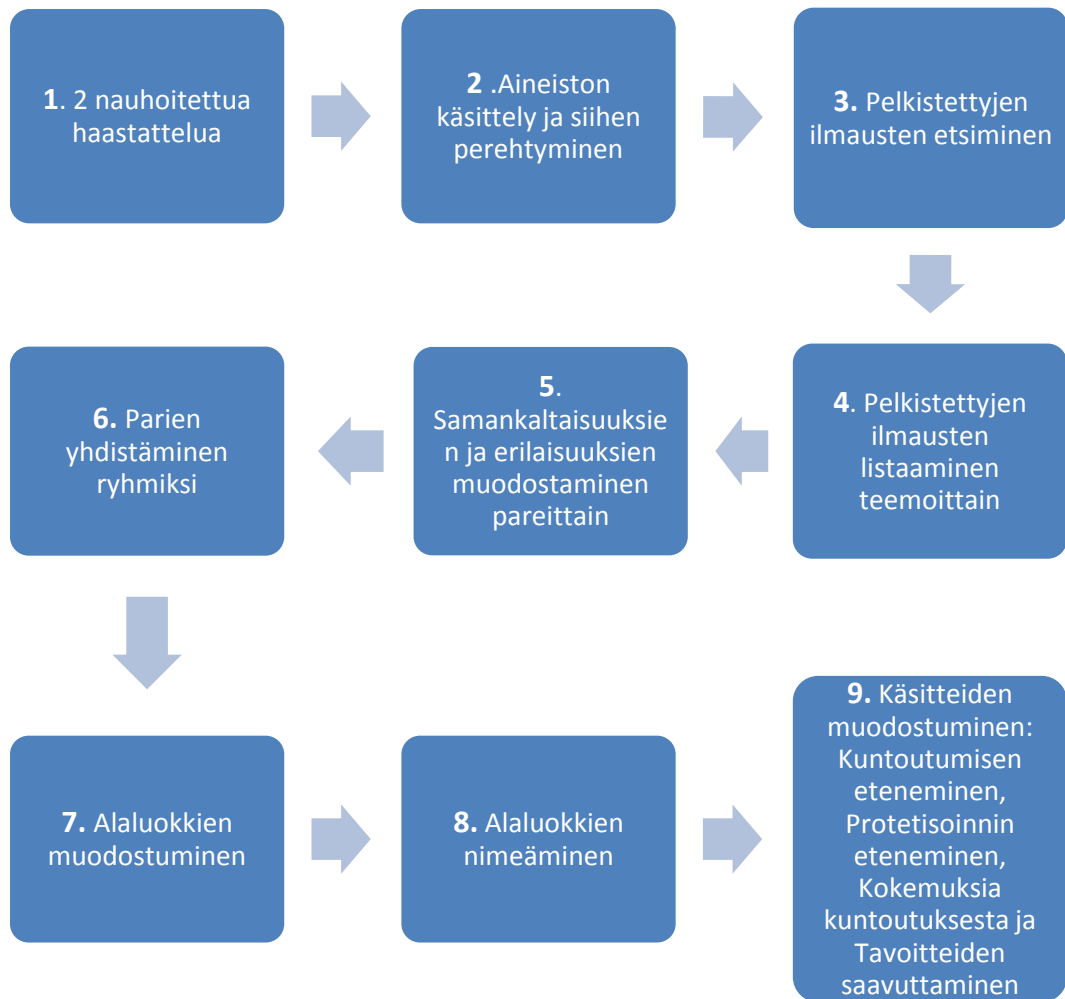 1. 2 nauhoitettua
haastattelua
2 .Aineiston
käsittely ja siihen
perehtyminen
3. Pelkistettyjen
ilmausten etsiminen
4. Pelkistettyjen
ilmausten
listaaminen
teemoittain
5.
Samankaltaisuuksie
n ja erilaisuuksien
muodostaminen
pareittain
6. Parien
yhdistäminen
ryhmiksi
7. Alaluokkien
muodostuminen
8. Alaluokkien
nimeäminen
9. Käsitteiden
muodostuminen:
Kuntoutumisen
eteneminen,
Protetisoinnin
eteneminen,
Kokemuksia
kuntoutuksesta ja
Tavoitteiden
saavuttaminen